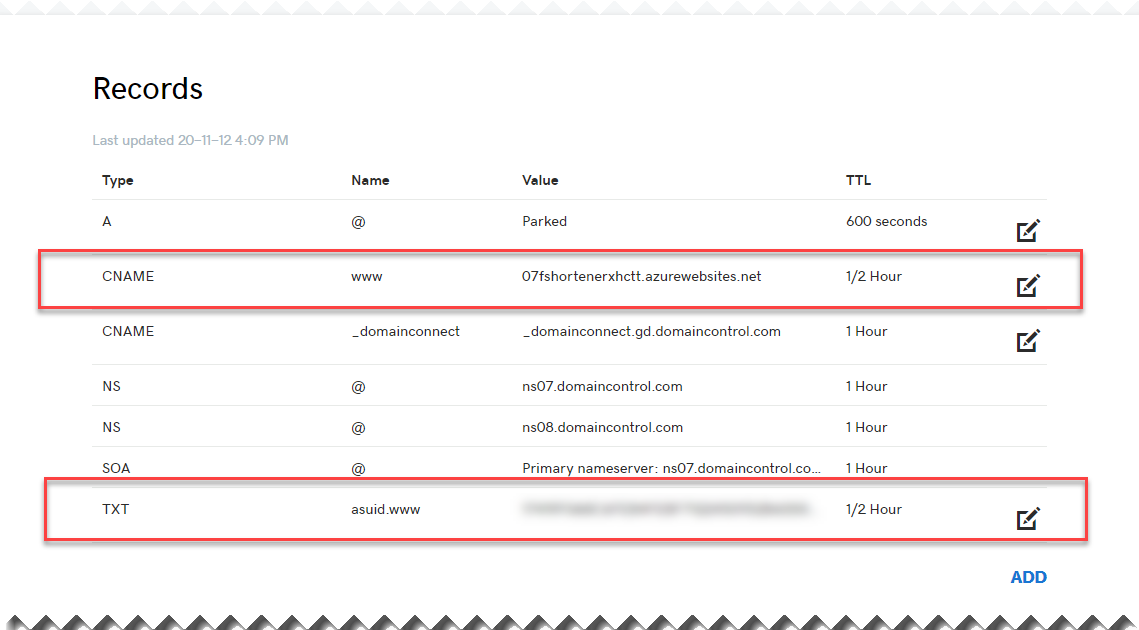 Records
Last updated 20-11-12 4:09 PM
Type Name Value TTL
A @ Parked 600 seconds
CNAME www 07fshortenerxhctt.azurewebsites.net 1/2 Hour
CNAME _domainconnect _domainconnect.gd.domaincontrol.com 1 Hour
NS @ ns07.domaincontrol.com 1 Hour
NS @ ns08.domaincontrol.com 1 Hour
SOA @ Primary nameserver: ns07.domaincontrol.co... 1 Hour
TXT asuid.www 1/2 Hour
ADD